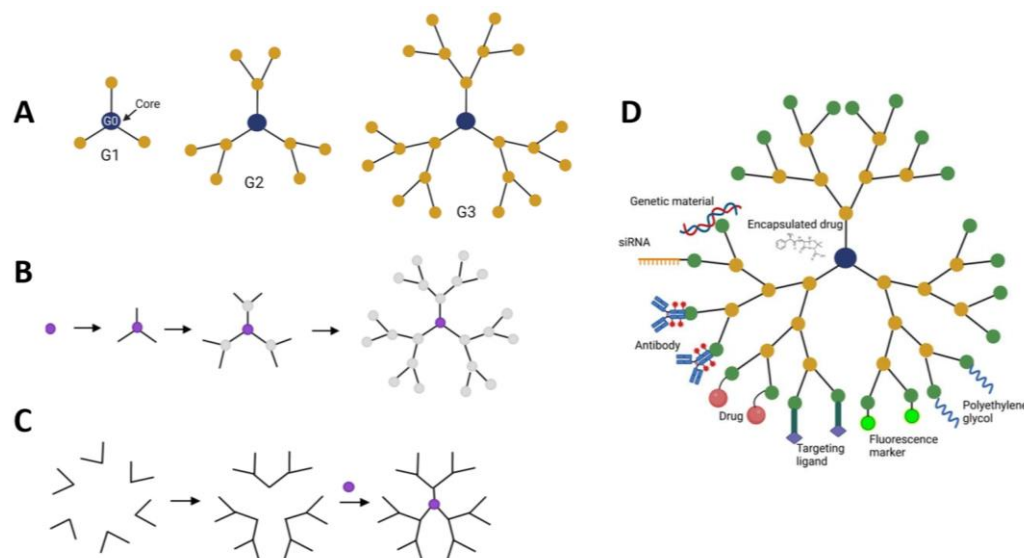 A
G0
Core
G1
G2
G3
B
C
D
Genetic material
Encapsulated drug
siRNA
Antibody
Drug
Targeting
ligand
Fluorescence
marker
Polyethylene
glycol